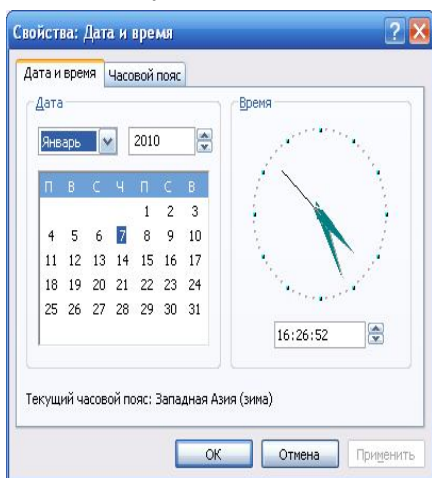 Свойства: Дата и время
Дата и время Часовой пояс
Дата
Январь 2010
П В С Ч П С В
1 2 3
4 5 6 7 8 9 10
11 12 13 14 15 16 17
18 19 20 21 22 23 24
25 26 27 28 29 30 31
Время
16:26:52
Текущий часовой пояс: Западная Азия (зима)
ОК Отмена Применить